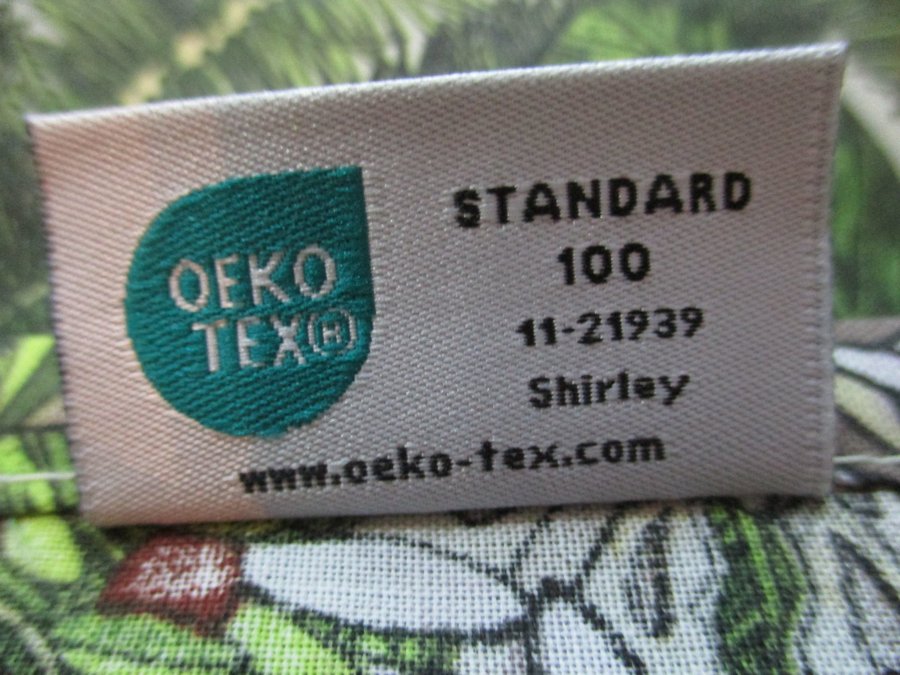 OEKO
TEX®
STANDARD
100
11-21939
Shirley
www.oeko-tex.com